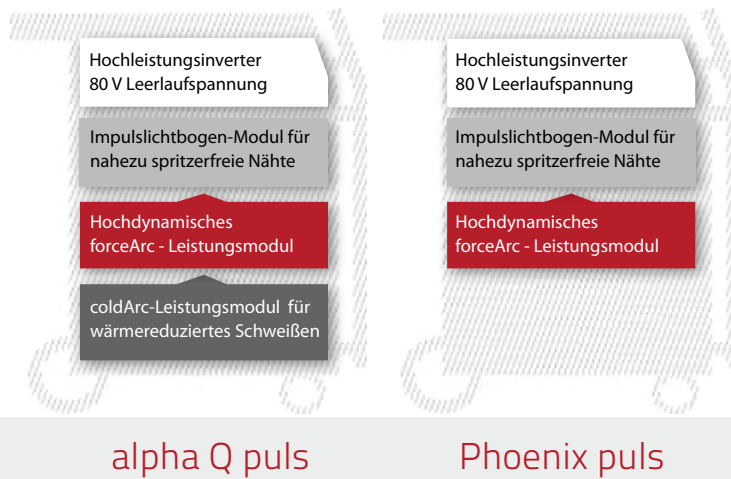 Hochleistungsinverter
80 V Leerlaufspannung
Impulslichtbogen-Modul für
nahezu spritzerfreie Nähte
Hochdynamisches
forceArc - Leistungsmodul
coldArc-Leistungsmodul für
wärmereduziertes Schweißen
alpha Q puls
Hochleistungsinverter
80 V Leerlaufspannung
Impulslichtbogen-Modul für
nahezu spritzerfreie Nähte
Hochdynamisches
forceArc - Leistungsmodul
Phoenix puls